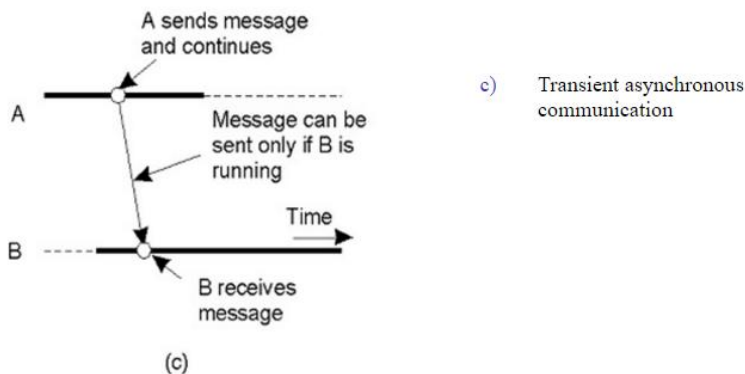 A sends message
and continues
c) Transient asynchronous
communication
A
Message can be
sent only if B is
running
Time
B
B receives
message
(c)